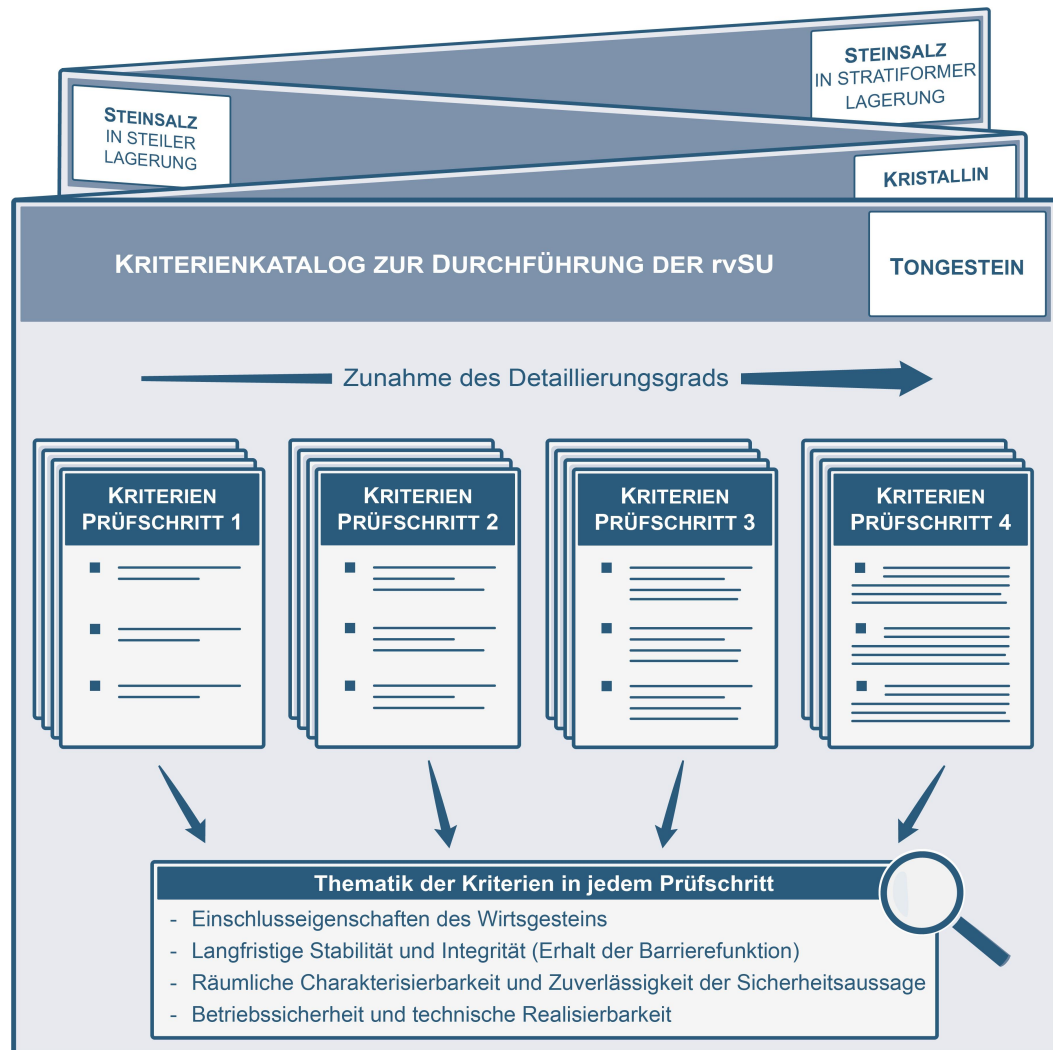 STEINSALZ
IN STRATIFORMER
LAGERUNG
STEINSALZ
IN STEILER
LAGERUNG
KRISTALLIN
KRITERIENKATALOG ZUR DURCHFÜHRUNG DER rvSU
TONGESTEIN
Zunahme des Detaillierungsgrads
KRITERIEN
PRÜFSCHRITT 1
KRITERIEN
PRÜFSCHRITT 2
KRITERIEN
PRÜFSCHRITT 3
KRITERIEN
PRÜFSCHRITT 4
Thematik der Kriterien in jedem Prüfschritt
- Einschlusseigenschaften des Wirtsgesteins
- Langfristige Stabilität und Integrität (Erhalt der Barrierefunktion)
- Räumliche Charakterisierbarkeit und Zuverlässigkeit der Sicherheitsaussage
- Betriebssicherheit und technische Realisierbarkeit